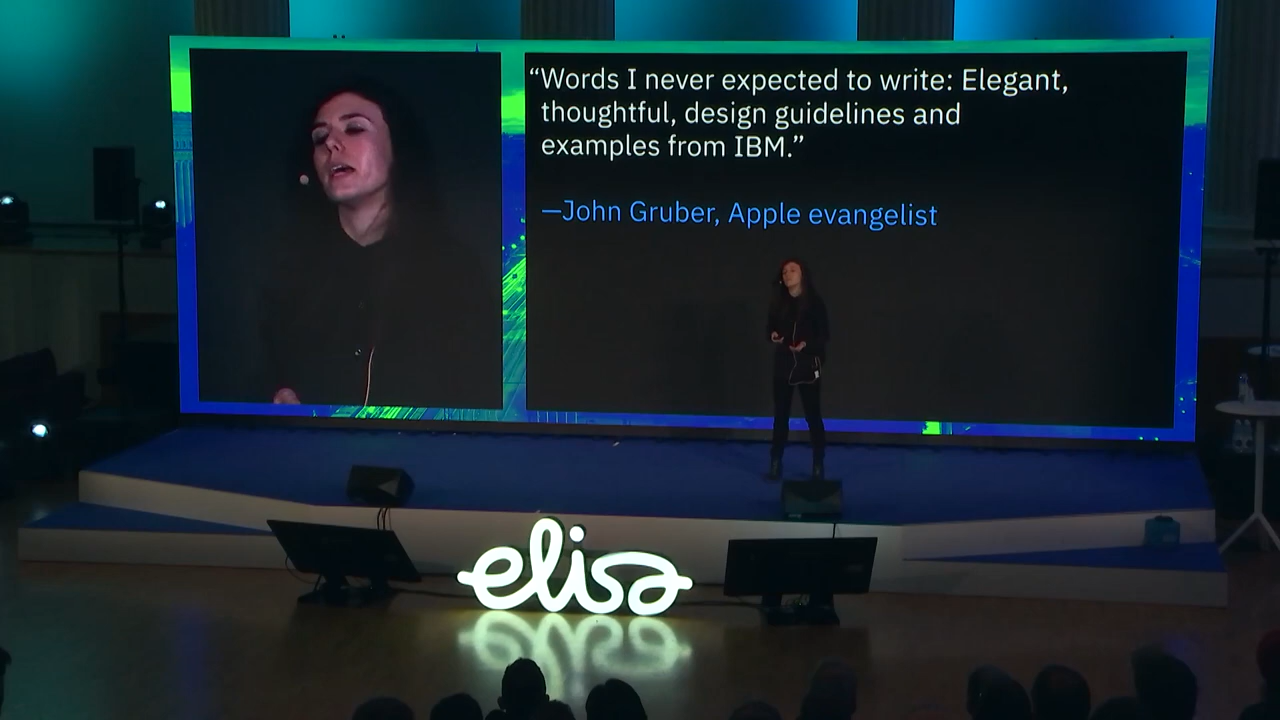 “Words I never expected to write: Elegant,
thoughtful, design guidelines and
examples from IBM.”
—John Gruber, Apple evangelist
elisa